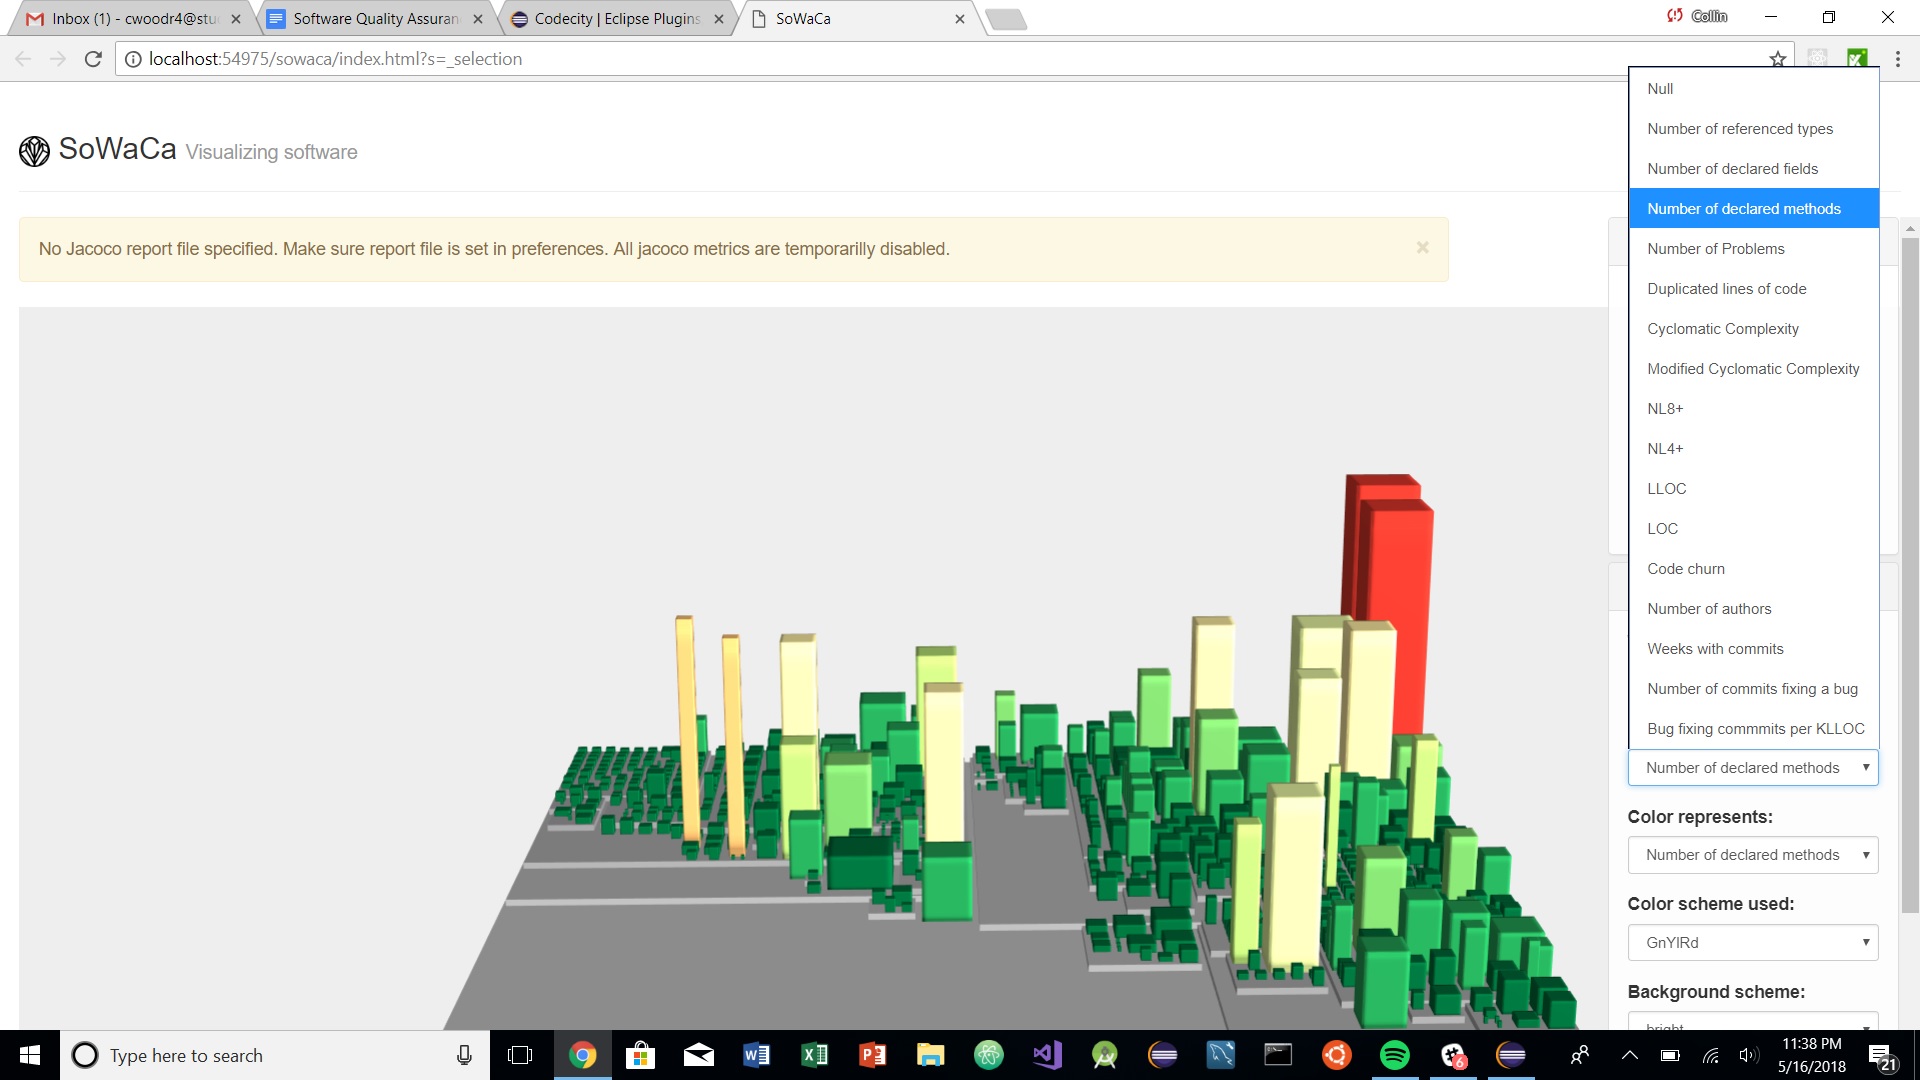 Inbox (1) - cwoodr4@stu
Software Quality Assuran
Codecity | Eclipse Plugins
SoWaCa
Collin
localhost:54975/sowaca/index.html?s=_selection
SoWaCa Visualizing software
No Jacoco report file specified. Make sure report file is set in preferences. All jacoco metrics are temporarilly disabled.
Null
Number of referenced types
Number of declared fields
Number of declared methods
Number of Problems
Duplicated lines of code
Cyclomatic Complexity
Modified Cyclomatic Complexity
NL8+
NL4+
LLOC
LOC
Code churn
Number of authors
Weeks with commits
Number of commits fixing a bug
Bug fixing commmits per KLLOC
Number of declared methods
Color represents:
Number of declared methods
Color scheme used:
GnYlRd
Background scheme:
bright
Type here to search
6
11:38 PM
5/16/2018
21